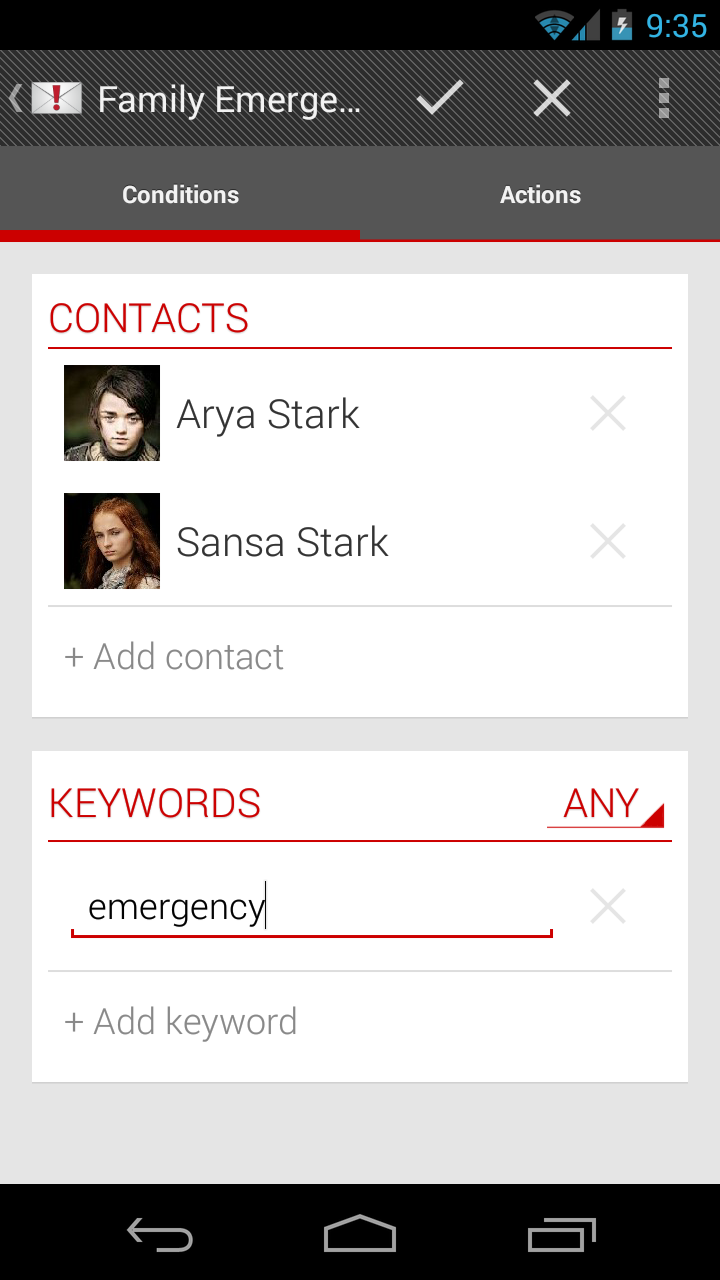 9:35
Family Emerge…
Conditions
Actions
CONTACTS
Arya Stark
Sansa Stark
+ Add contact
KEYWORDS
ANY
emergency
+ Add keyword